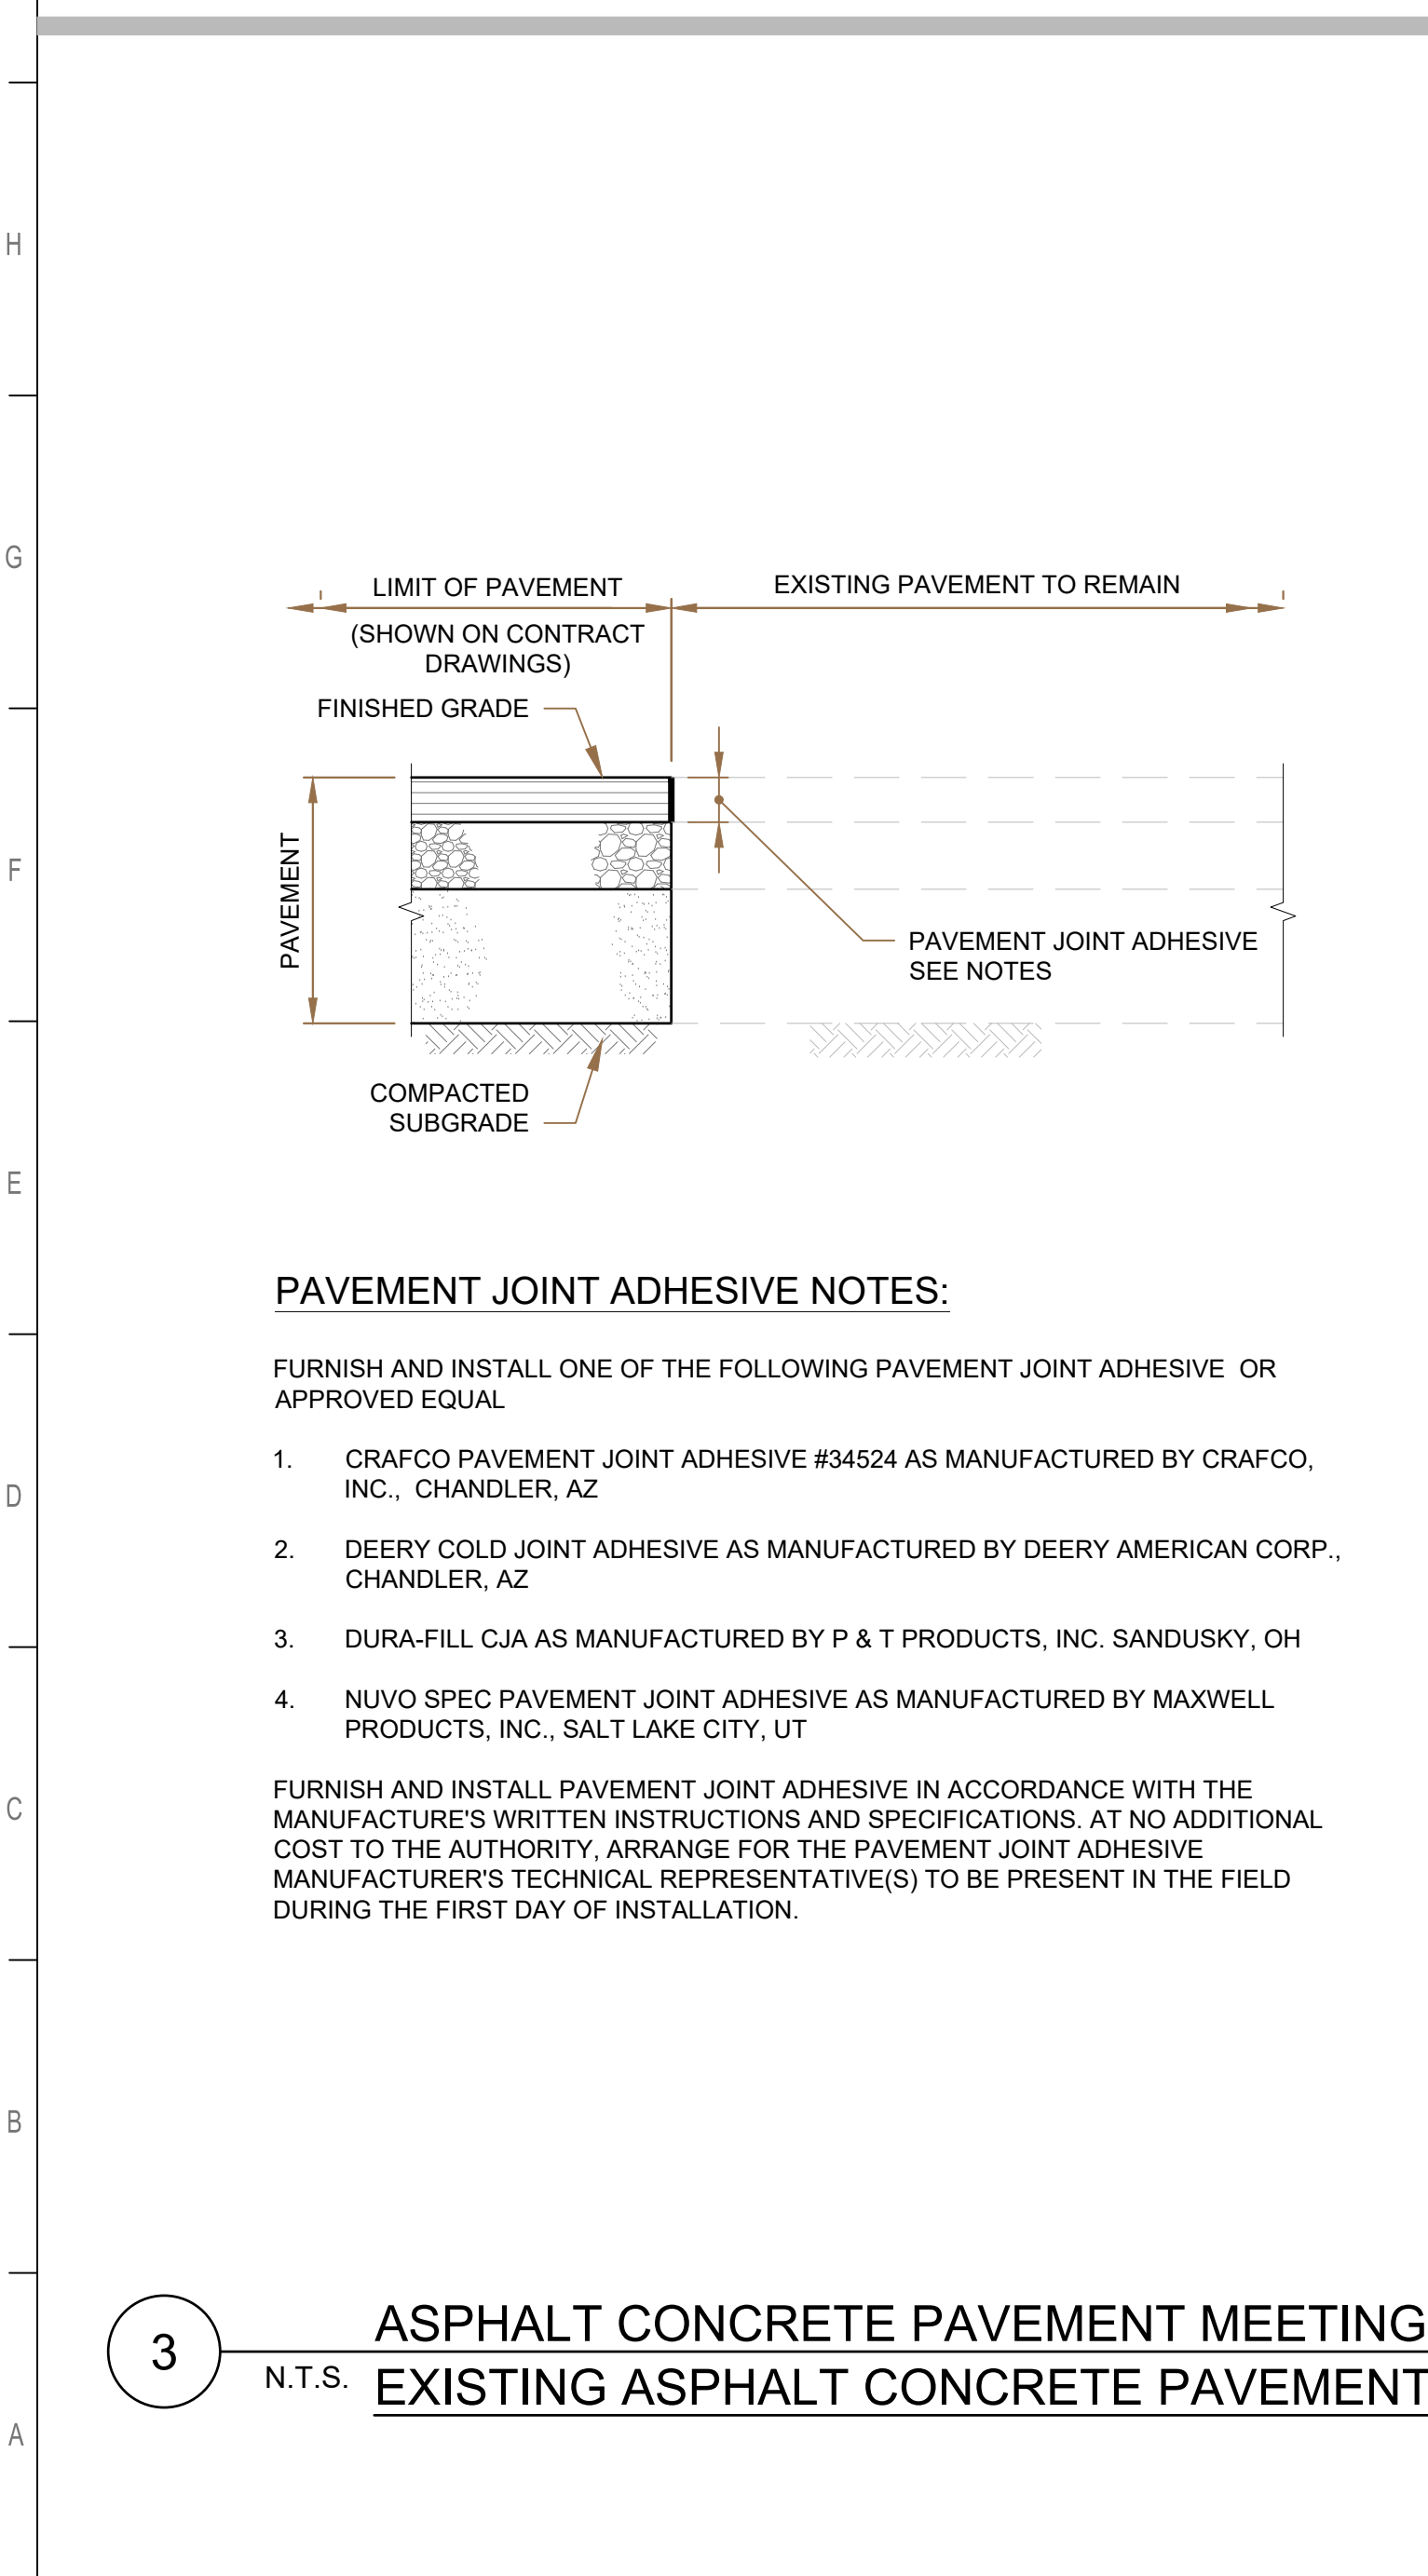 H
G
F
E
D
C
B
A
LIMIT OF PAVEMENT
(SHOWN ON CONTRACT
DRAWINGS)
EXISTING PAVEMENT TO REMAIN
FINISHED GRADE
PAVEMENT
PAVEMENT JOINT ADHESIVE
SEE NOTES
COMPACTED
SUBGRADE
PAVEMENT JOINT ADHESIVE NOTES:
FURNISH AND INSTALL ONE OF THE FOLLOWING PAVEMENT JOINT ADHESIVE OR
APPROVED EQUAL
1. CRAFCO PAVEMENT JOINT ADHESIVE #34524 AS MANUFACTURED BY CRAFCO,
INC., CHANDLER, AZ
2. DEERY COLD JOINT ADHESIVE AS MANUFACTURED BY DEERY AMERICAN CORP.,
CHANDLER, AZ
3. DURA-FILL CJA AS MANUFACTURED BY P & T PRODUCTS, INC. SANDUSKY, OH
4. NUVO SPEC PAVEMENT JOINT ADHESIVE AS MANUFACTURED BY MAXWELL
PRODUCTS, INC., SALT LAKE CITY, UT
FURNISH AND INSTALL PAVEMENT JOINT ADHESIVE IN ACCORDANCE WITH THE
MANUFACTURE'S WRITTEN INSTRUCTIONS AND SPECIFICATIONS. AT NO ADDITIONAL
COST TO THE AUTHORITY, ARRANGE FOR THE PAVEMENT JOINT ADHESIVE
MANUFACTURER'S TECHNICAL REPRESENTATIVE(S) TO BE PRESENT IN THE FIELD
DURING THE FIRST DAY OF INSTALLATION.
3
ASPHALT CONCRETE PAVEMENT MEETING
N.T.S. EXISTING ASPHALT CONCRETE PAVEMENT